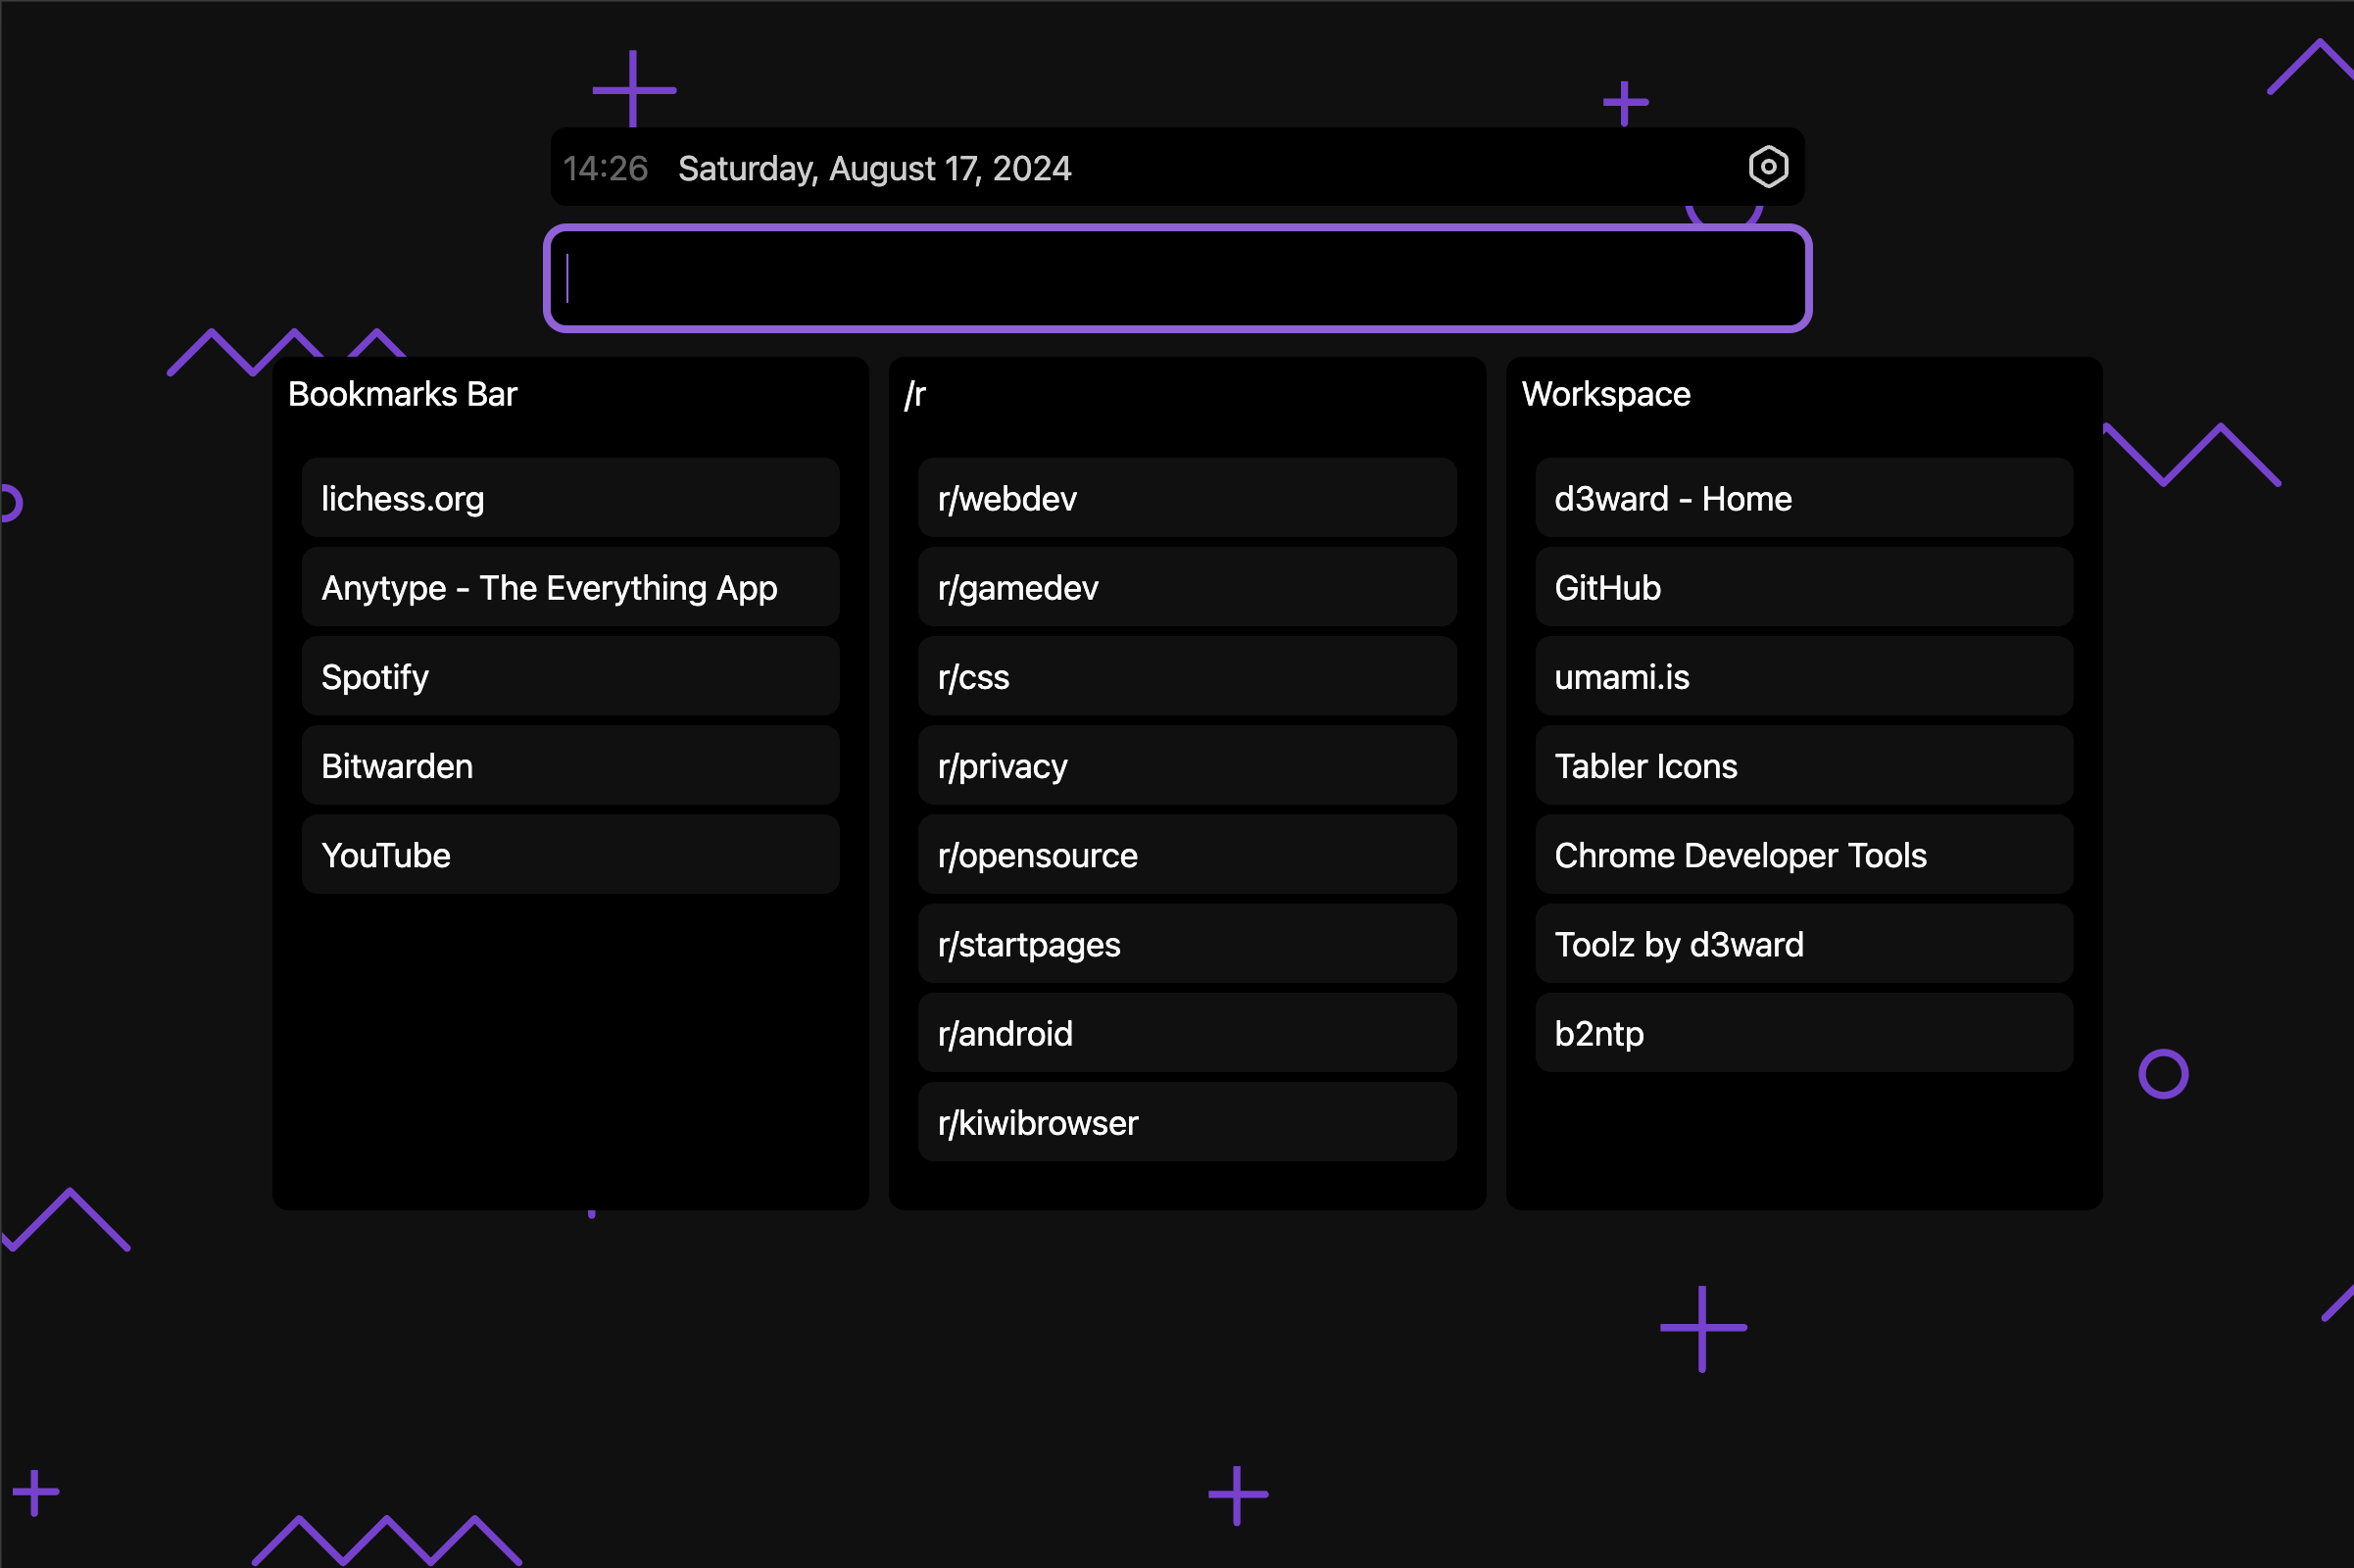 14:26 Saturday, August 17, 2024
Bookmarks Bar
lichess.org
Anytype - The Everything App
Spotify
Bitwarden
YouTube
/r
r/webdev
r/gamedev
r/css
r/privacy
r/opensource
r/startpages
r/android
r/kiwibrowser
Workspace
d3ward - Home
GitHub
umami.is
Tabler Icons
Chrome Developer Tools
Toolz by d3ward
b2ntp